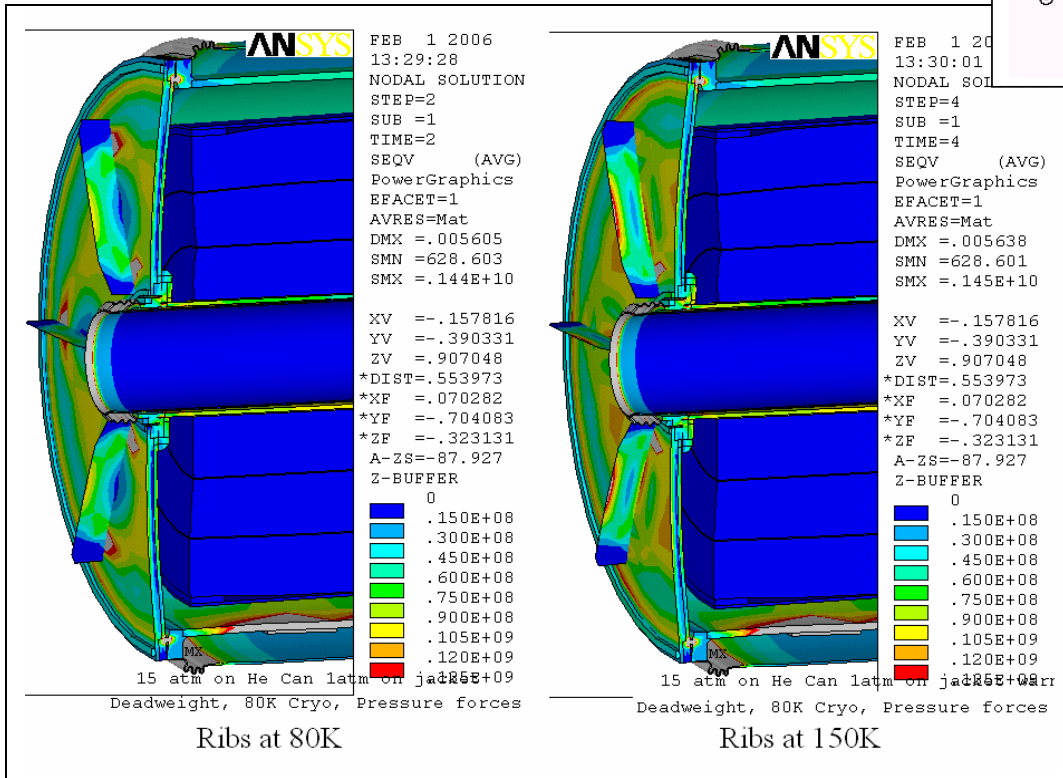 ANSYS
FEB 1 2006
13:29:28
NODAL SOLUTION
STEP=2
SUB =1
TIME=2
SEQV (AVG)
PowerGraphics
EFACET=1
AVRES=Mat
DMX =.005605
SMN =628.603
SMX =.144E+10
XV =-.157816
YV =-.390331
ZV =.907048
*DIST=.553973
*XF =.070282
*YF =-.704083
*ZF =-.323131
A-ZS=-87.927
Z-BUFFER
0
.150E+08
.300E+08
.450E+08
.600E+08
.750E+08
.900E+08
.105E+09
.120E+09
.125E+09
MX
15 atm on He Can 1atm on jacket
Deadweight, 80K Cryo, Pressure forces
Ribs at 80K
ANSYS
FEB 1 20
13:30:01
NODAL SOL
STEP=4
SUB =1
TIME=4
SEQV (AVG)
PowerGraphics
EFACET=1
AVRES=Mat
DMX =.005638
SMN =628.601
SMX =.145E+10
XV =-.157816
YV =-.390331
ZV =.907048
*DIST=.553973
*XF =.070282
*YF =-.704083
*ZF =-.323131
A-ZS=-87.927
Z-BUFFER
0
.150E+08
.300E+08
.450E+08
.600E+08
.750E+08
.900E+08
.105E+09
.120E+09
.125E+09
MX
15 atm on He Can 1atm on jacket
Deadweight, 80K Cryo, Pressure forces
Ribs at 150K